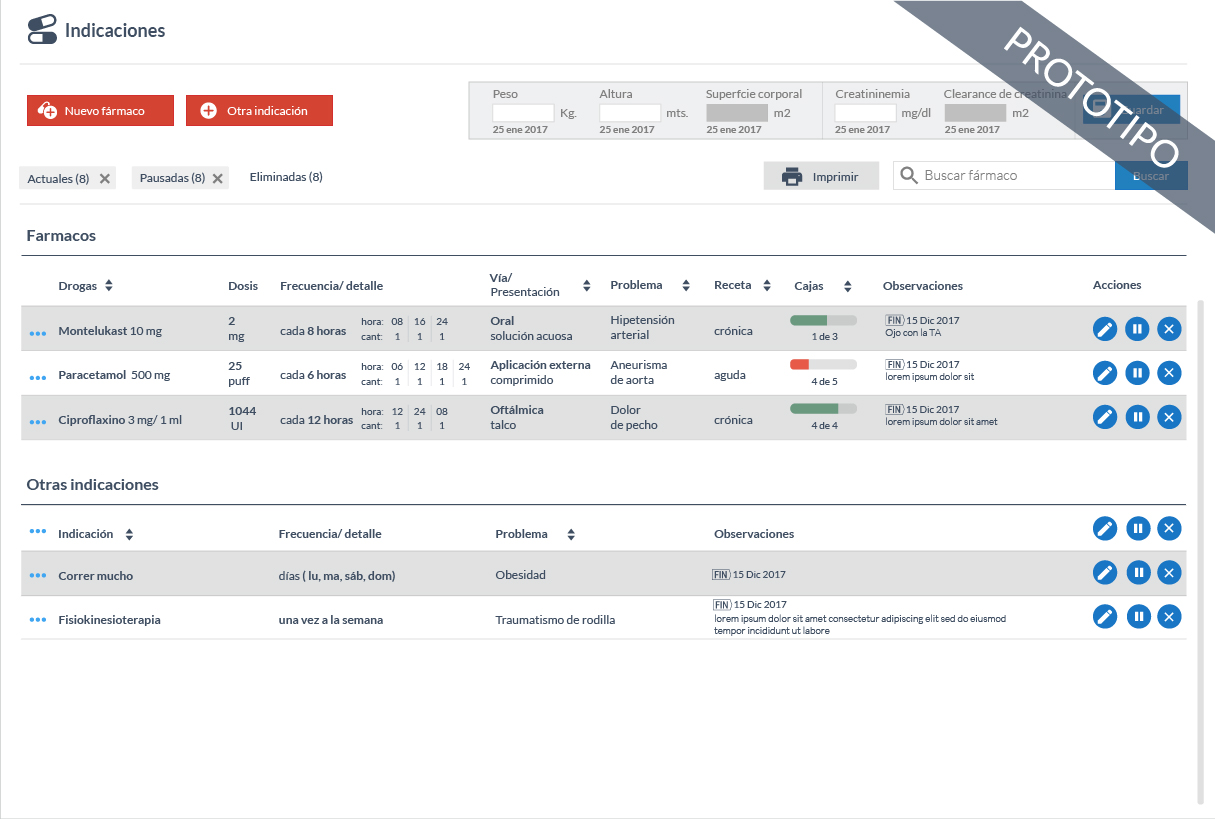 Indicaciones
PROTOTIPO
Nuevo fármaco
Otra indicación
Peso
Altura
Superfcie corporal
Creatininemia
Clearance de creatinina
Kg.
mts.
m2
mg/dl
m2
25 ene 2017
25 ene 2017
25 ene 2017
25 ene 2017
25 ene 2017
Actuales (8)
Pausadas (8)
Eliminadas (8)
Imprimir
Buscar fármaco
Buscar
Farmacos
Drogas
Dosis
Frecuencia/ detalle
Vía/
Presentación
Problema
Receta
Cajas
Observaciones
Acciones
Montelukast 10 mg
2
mg
cada 8 horas
hora: 08 16 24
cant: 1 1 1
Oral
solución acuosa
Hipetensión
arterial
crónica
1 de 3
FIN 15 Dic 2017
Ojo con la TA
Paracetamol 500 mg
25
puff
cada 6 horas
hora: 06 12 18 24
cant: 1 1 1 1
Aplicación externa
comprimido
Aneurisma
de aorta
aguda
4 de 5
FIN 15 Dic 2017
lorem ipsum dolor sit
Ciproflaxino 3 mg/ 1 ml
1044
UI
cada 12 horas
hora: 12 24 08
cant: 1 1 1
Oftálmica
talco
Dolor
de pecho
crónica
4 de 4
FIN 15 Dic 2017
lorem ipsum dolor sit amet
Otras indicaciones
Indicación
Frecuencia/ detalle
Problema
Observaciones
Correr mucho
días ( lu, ma, sáb, dom)
Obesidad
FIN 15 Dic 2017
Fisiokinesioterapia
una vez a la semana
Traumatismo de rodilla
FIN 15 Dic 2017
lorem ipsum dolor sit amet consectetur adipiscing elit sed do eiusmod
tempor incididunt ut labore